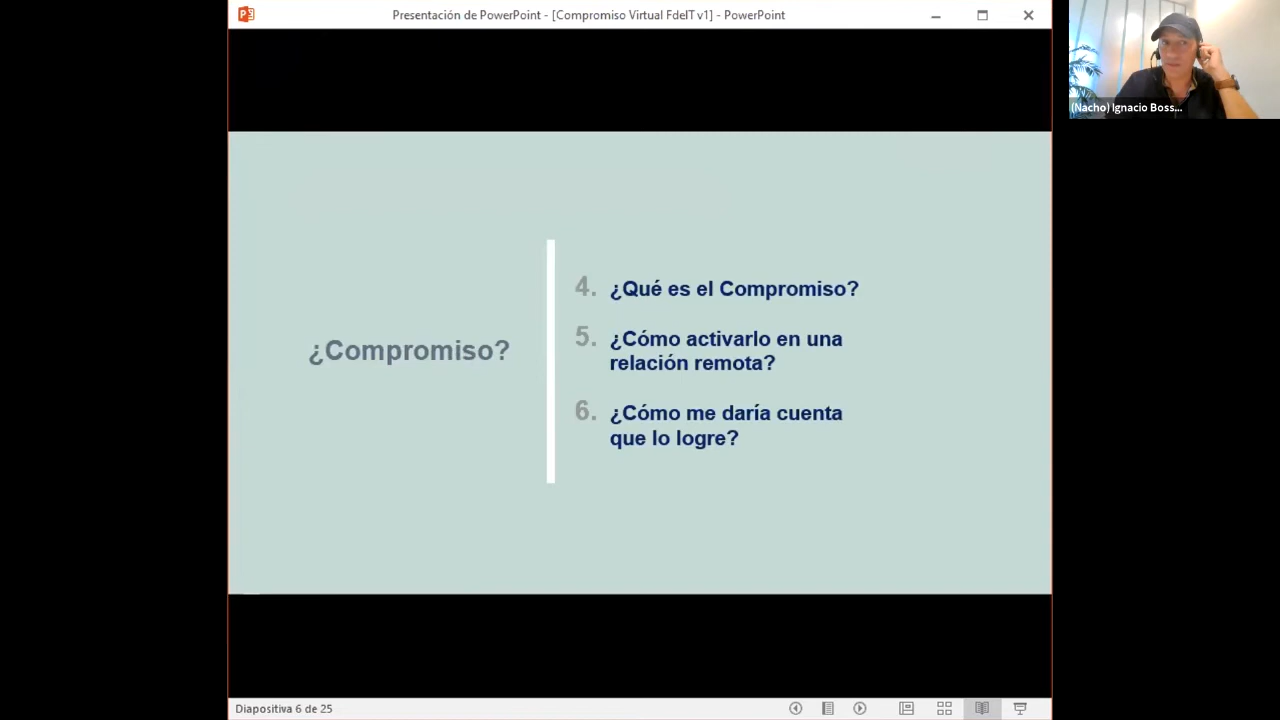 Presentación de PowerPoint - [Compromiso Virtual FdeIT v1] - PowerPoint
(Nacho) Ignacio Boss...
¿Compromiso?
4. ¿Qué es el Compromiso?
5. ¿Cómo activarlo en una
relación remota?
6. ¿Cómo me daría cuenta
que lo logre?
Diapositiva 6 de 25